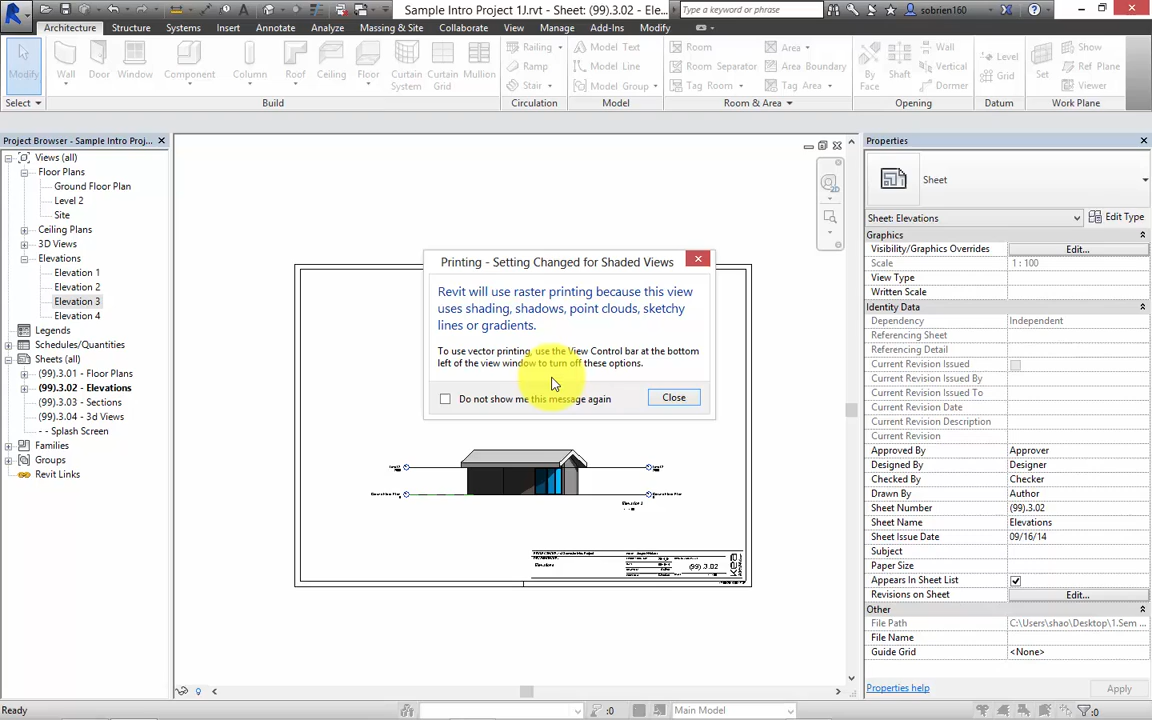 Sample Intro Project 1J.rvt - Sheet: (99).3.02 - Ele...
Type a keyword or phrase
sobrien160
Architecture Structure Systems Insert Annotate Analyze Massing & Site Collaborate View Manage Add-Ins Modify
Modify Wall Door Window Component Column Roof Ceiling Floor Curtain System Curtain Grid Mullion
Railing Ramp Stair
Model Text Model Line Model Group
Room Room Separator Tag Room Area Area Boundary Tag Area
By Face Shaft Wall Vertical Dormer
Level Grid
Set Show Ref Plane Viewer
Select Build Circulation Model Room & Area Opening Datum Work Plane
Project Browser - Sample Intro Proj...
Views (all)
Floor Plans
Ground Floor Plan
Level 2
Site
Ceiling Plans
3D Views
Elevations
Elevation 1
Elevation 2
Elevation 3
Elevation 4
Legends
Schedules/Quantities
Sheets (all)
(99).3.01 - Floor Plans
(99).3.02 - Elevations
(99).3.03 - Sections
(99).3.04 - 3d Views
- - Splash Screen
Families
Groups
Revit Links
Printing - Setting Changed for Shaded Views
Revit will use raster printing because this view
uses shading, shadows, point clouds, sketchy
lines or gradients.
To use vector printing, use the View Control bar at the bottom
left of the view window to turn off these options.
Do not show me this message again
Close
Elevations
(99).3.02
Properties
Sheet
Sheet: Elevations Edit Type
Graphics
Visibility/Graphics Overrides Edit...
Scale 1 : 100
View Type
Written Scale
Identity Data
Dependency Independent
Referencing Sheet
Referencing Detail
Current Revision Issued
Current Revision Issued By
Current Revision Issued To
Current Revision Date
Current Revision Description
Current Revision
Approved By Approver
Designed By Designer
Checked By Checker
Drawn By Author
Sheet Number (99).3.02
Sheet Name Elevations
Sheet Issue Date 09/16/14
Subject
Paper Size
Appears In Sheet List
Revisions on Sheet Edit...
Other
File Path C:\Users\shao\Desktop\1.Sem ...
File Name
Guide Grid <None>
Properties help Apply
Ready :0 Main Model :0